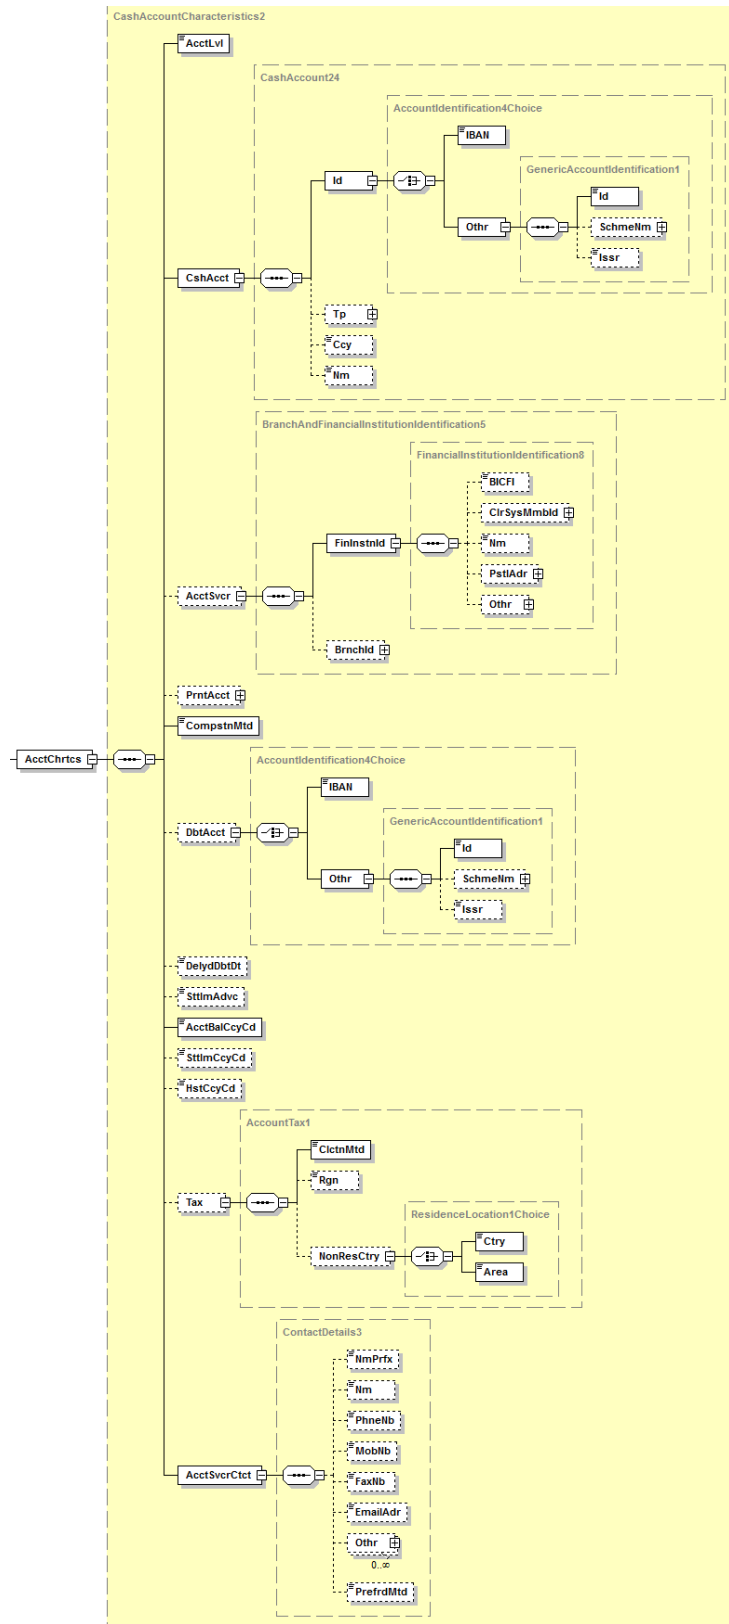 CashAccountCharacteristics2
AcctLvl
CashAccount24
AccountIdentification4Choice
IBAN
GenericAccountIdentification1
Id
Id
Othr
SchmeNm
Issr
CshAcct
Tp
Ccy
Nm
BranchAndFinancialInstitutionIdentification5
FinancialInstitutionIdentification8
BICFI
ClrSysMmbId
FinInstnId
Nm
PstlAdr
AcctSvcr
Othr
BrnchId
PrntAcct
CompstnMtd
AcctChrtcs
AccountIdentification4Choice
IBAN
GenericAccountIdentification1
DbtAcct
Id
Othr
SchmeNm
Issr
DelydDbtDt
SttlmAdvc
AcctBalCcyCd
SttlmCcyCd
HstCcyCd
AccountTax1
ClctnMtd
Rgn
Tax
ResidenceLocation1Choice
Ctry
NonResCtry
Area
ContactDetails3
NmPrfx
Nm
PhneNb
MobNb
AcctSvcrCtct
FaxNb
EmailAdr
Othr
0..∞
PrefrdMtd